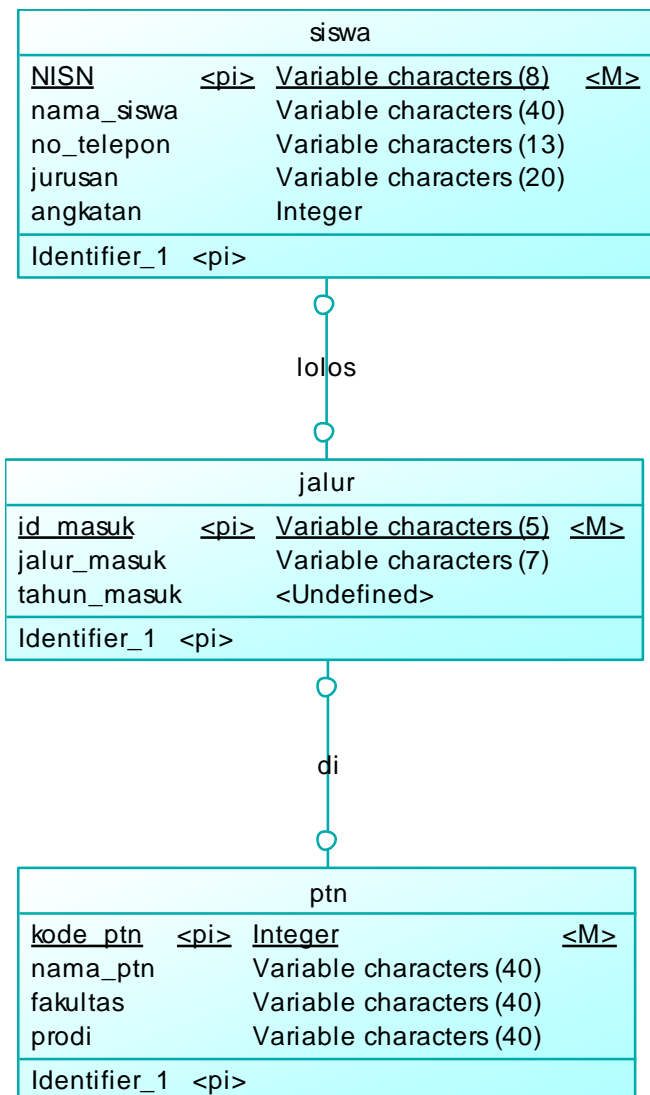 siswa
NISN <pi> Variable characters (8) <M>
nama_siswa Variable characters (40)
no_telepon Variable characters (13)
jurusan Variable characters (20)
angkatan Integer
Identifier_1 <pi>
lolos
jalur
id_masuk <pi> Variable characters (5) <M>
jalur_masuk Variable characters (7)
tahun_masuk <Undefined>
Identifier_1 <pi>
di
ptn
kode_ptn <pi> Integer <M>
nama_ptn Variable characters (40)
fakultas Variable characters (40)
prodi Variable characters (40)
Identifier_1 <pi>